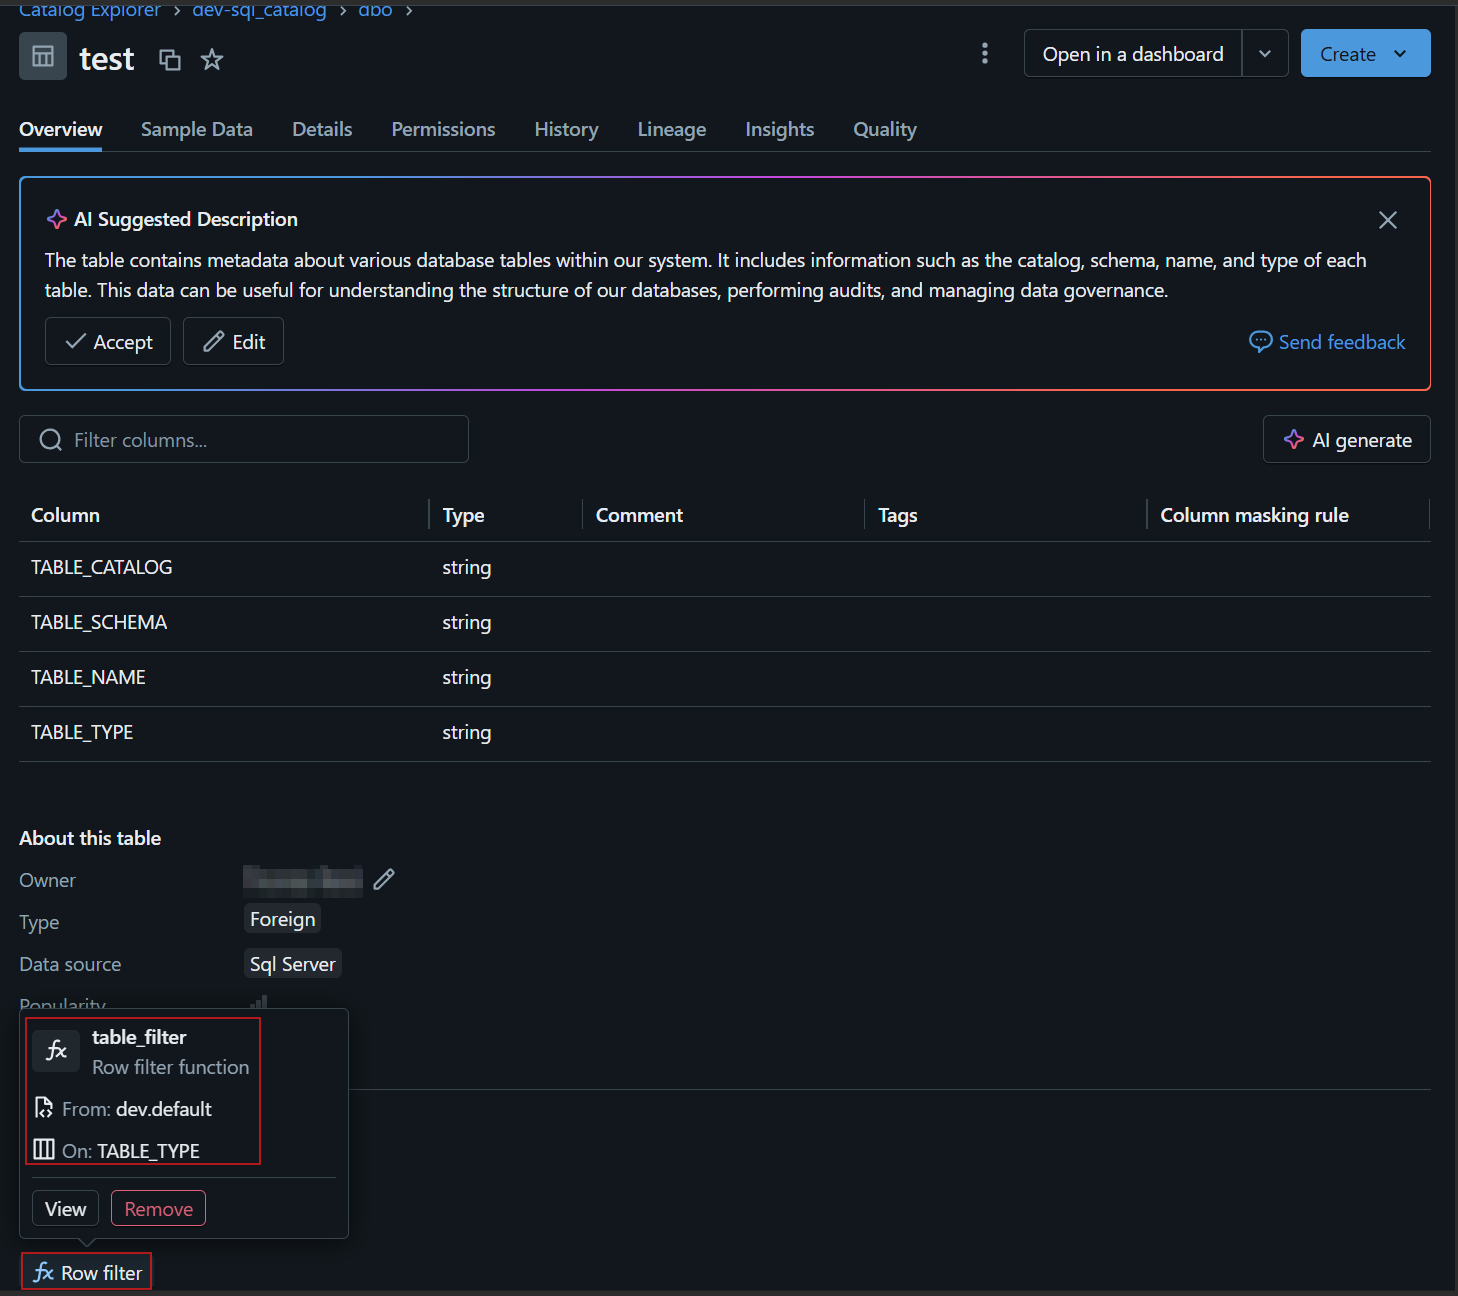 Catalog Explorer > dev-sql_catalog > dbo >
test
Open in a dashboard
Create
Overview Sample Data Details Permissions History Lineage Insights Quality
AI Suggested Description
The table contains metadata about various database tables within our system. It includes information such as the catalog, schema, name, and type of each
table. This data can be useful for understanding the structure of our databases, performing audits, and managing data governance.
Accept Edit Send feedback
Filter columns... AI generate
Column Type Comment Tags Column masking rule
TABLE_CATALOG string
TABLE_SCHEMA string
TABLE_NAME string
TABLE_TYPE string
About this table
Owner
Type Foreign
Data source Sql Server
Popularity
fx table_filter
Row filter function
From: dev.default
On: TABLE_TYPE
View Remove
fx Row filter